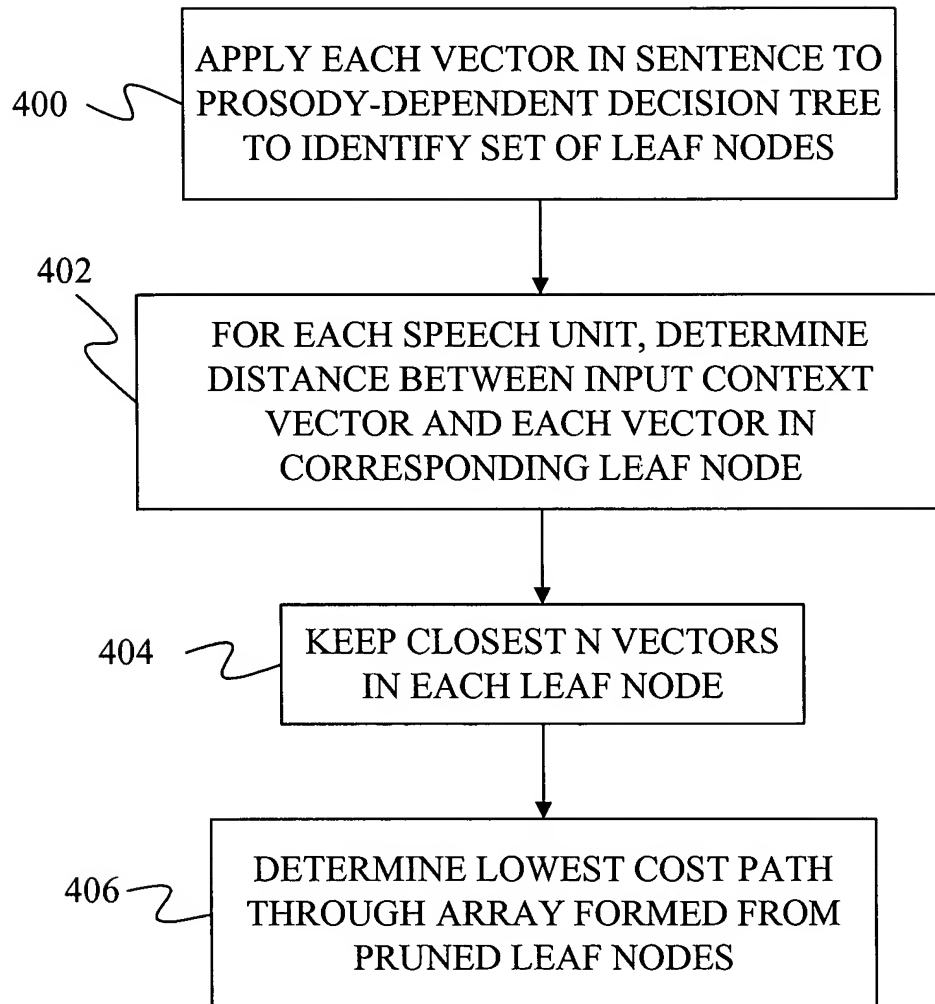 400
APPLY EACH VECTOR IN SENTENCE TO
PROSODY-DEPENDENT DECISION TREE
TO IDENTIFY SET OF LEAF NODES
402
FOR EACH SPEECH UNIT, DETERMINE
DISTANCE BETWEEN INPUT CONTEXT
VECTOR AND EACH VECTOR IN
CORRESPONDING LEAF NODE
404
KEEP CLOSEST N VECTORS
IN EACH LEAF NODE
406
DETERMINE LOWEST COST PATH
THROUGH ARRAY FORMED FROM
PRUNED LEAF NODES